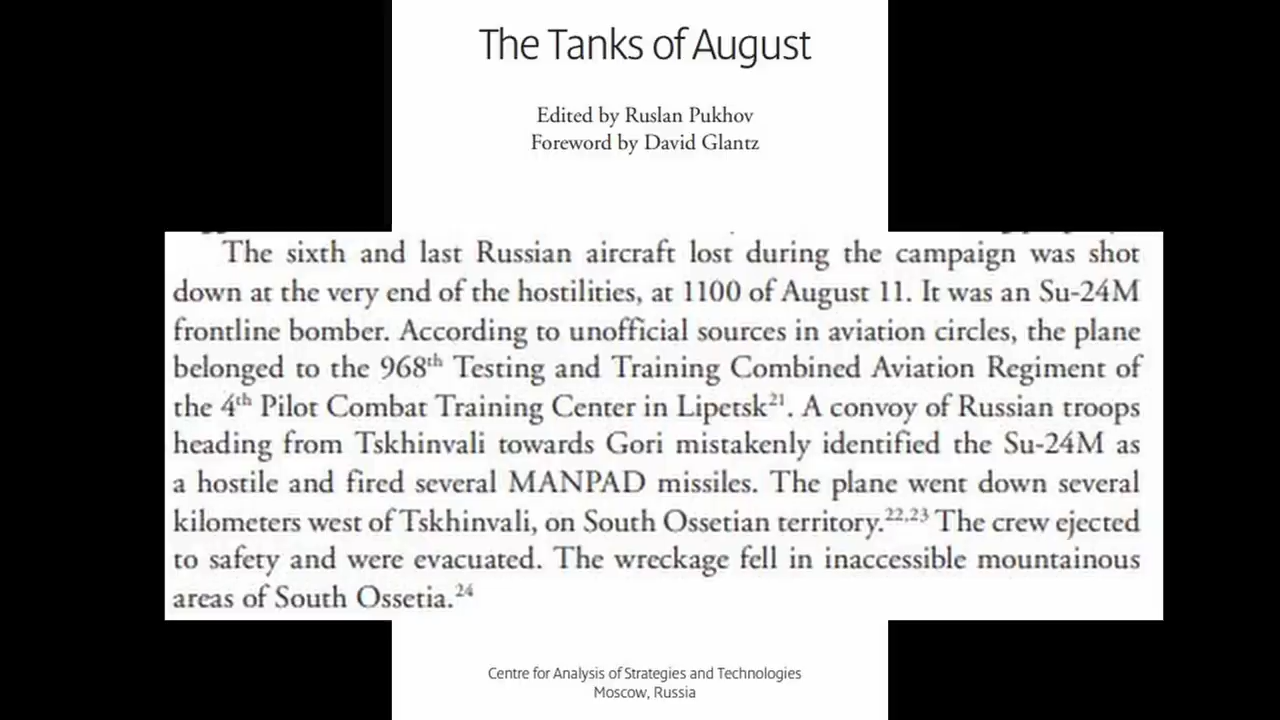 The Tanks of August
Edited by Ruslan Pukhov
Foreword by David Glantz
The sixth and last Russian aircraft lost during the campaign was shot
down at the very end of the hostilities, at 1100 of August 11. It was an Su-24M
frontline bomber. According to unofficial sources in aviation circles, the plane
belonged to the 968th Testing and Training Combined Aviation Regiment of
the 4th Pilot Combat Training Center in Lipetsk21. A convoy of Russian troops
heading from Tskhinvali towards Gori mistakenly identified the Su-24M as
a hostile and fired several MANPAD missiles. The plane went down several
kilometers west of Tskhinvali, on South Ossetian territory.22,23 The crew ejected
to safety and were evacuated. The wreckage fell in inaccessible mountainous
areas of South Ossetia.24
Centre for Analysis of Strategies and Technologies
Moscow, Russia